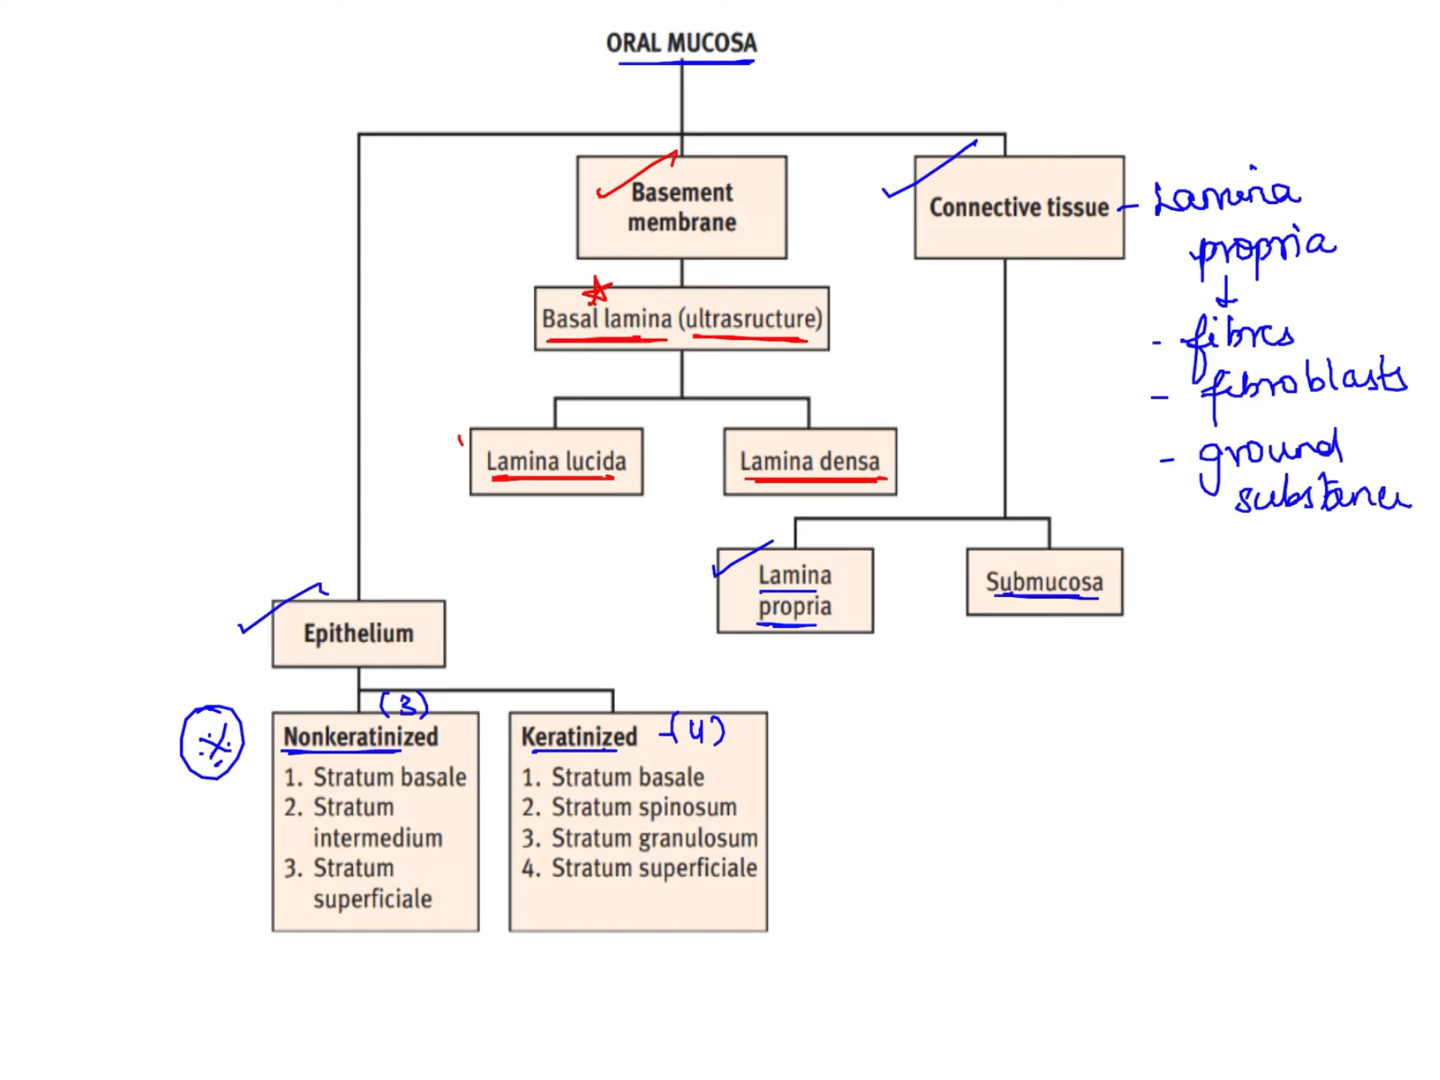 ORAL MUCOSA
Basement
membrane
Connective tissue
- Lamina
propria
- fibres
- fibroblasts
- ground
substance
Basal lamina (ultrasructure)
Lamina lucida
Lamina densa
Lamina
propria
Submucosa
Epithelium
(3)
Nonkeratinized
1. Stratum basale
2. Stratum
intermedium
3. Stratum
superficiale
Keratinized -(4)
1. Stratum basale
2. Stratum spinosum
3. Stratum granulosum
4. Stratum superficiale